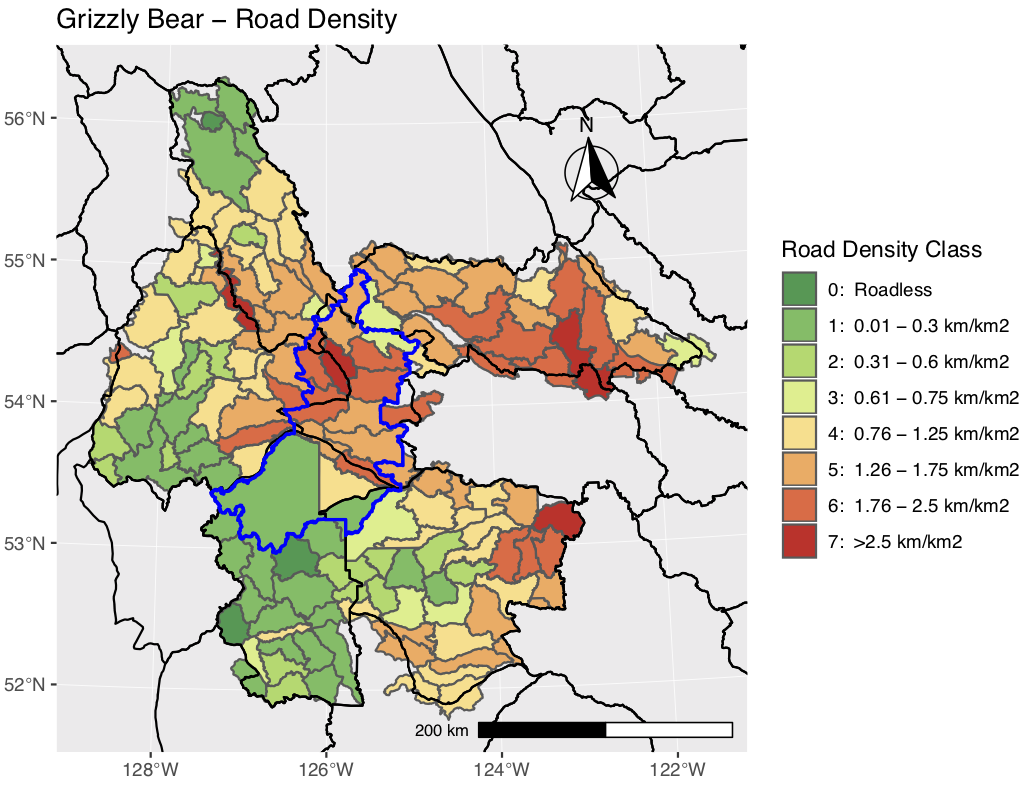 Grizzly Bear – Road Density
56°N
55°N
54°N
53°N
52°N
N
200 km
128°W
126°W
124°W
122°W
Road Density Class
0: Roadless
1: 0.01 – 0.3 km/km2
2: 0.31 – 0.6 km/km2
3: 0.61 – 0.75 km/km2
4: 0.76 – 1.25 km/km2
5: 1.26 – 1.75 km/km2
6: 1.76 – 2.5 km/km2
7: >2.5 km/km2